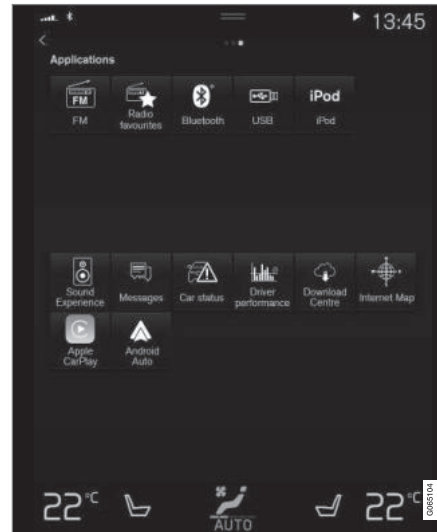 13:45
Applications
FM
iPod
FM
Radio favourites
Bluetooth
USB
iPod
Sound Experience
Messages
Car status
Driver performance
Download Centre
Internet Map
Apple CarPlay
Android Auto
22°C
AUTO
22°C
G065104